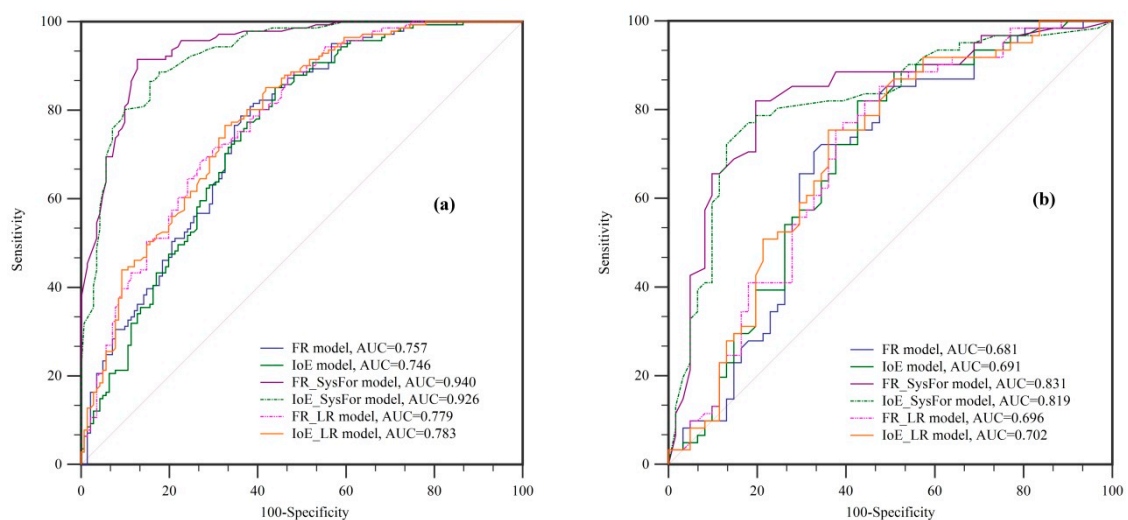 100
80
60
40
20
0
Sensitivity
(a)
FR model, AUC=0.757
IoE model, AUC=0.746
FR_SysFor model, AUC=0.940
IoE_SysFor model, AUC=0.926
FR_LR model, AUC=0.779
IoE_LR model, AUC=0.783
0 20 40 60 80 100
100-Specificity
100
80
60
40
20
0
Sensitivity
(b)
FR model, AUC=0.681
IoE model, AUC=0.691
FR_SysFor model, AUC=0.831
IoE_SysFor model, AUC=0.819
FR_LR model, AUC=0.696
IoE_LR model, AUC=0.702
0 20 40 60 80 100
100-Specificity